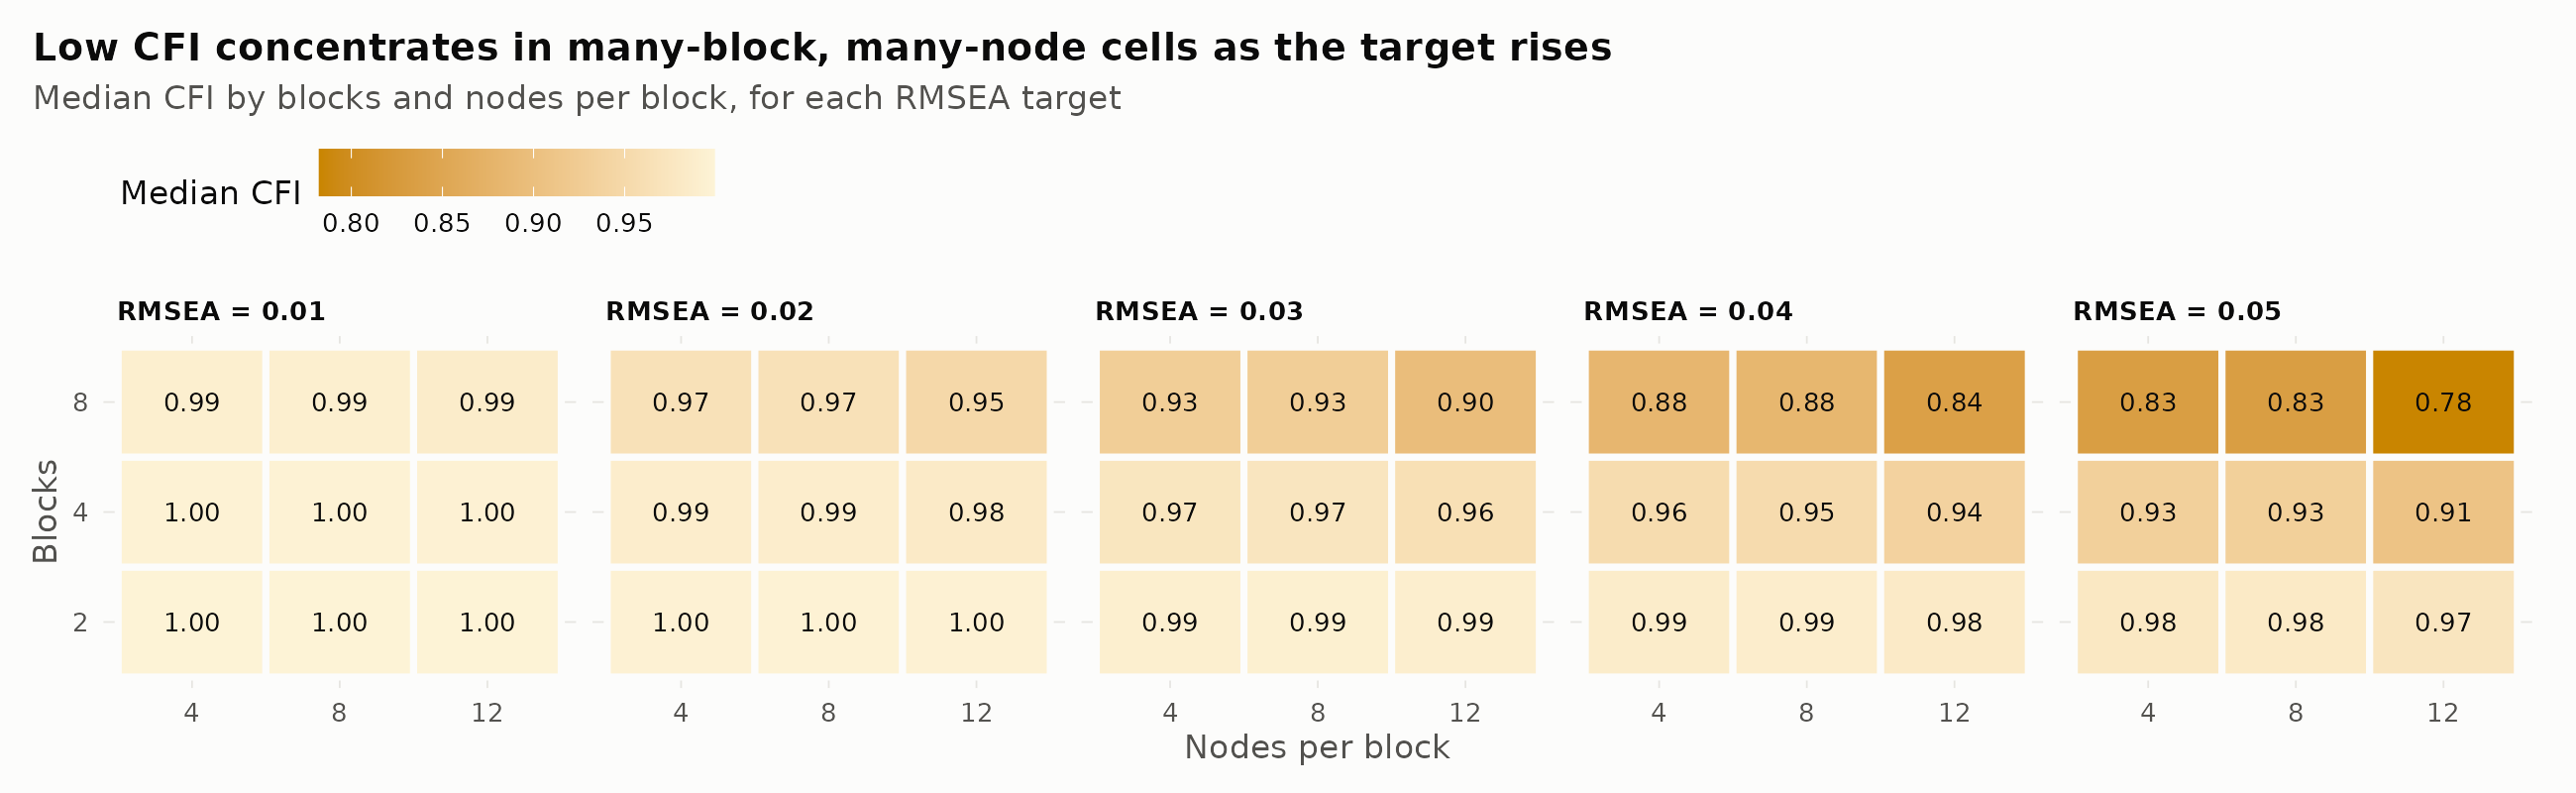 Low CFI concentrates in many-block, many-node cells as the target rises
Median CFI by blocks and nodes per block, for each RMSEA target
Median CFI
0.80 0.85 0.90 0.95
RMSEA = 0.01 RMSEA = 0.02 RMSEA = 0.03 RMSEA = 0.04 RMSEA = 0.05
8 0.99 0.99 0.99 0.97 0.97 0.95 0.93 0.93 0.90 0.88 0.88 0.84 0.83 0.83 0.78
Blocks
4 1.00 1.00 1.00 0.99 0.99 0.98 0.97 0.97 0.96 0.96 0.95 0.94 0.93 0.93 0.91
2 1.00 1.00 1.00 1.00 1.00 1.00 0.99 0.99 0.99 0.99 0.99 0.98 0.98 0.98 0.97
4 8 12 4 8 12 4 8 12 4 8 12 4 8 12
Nodes per block